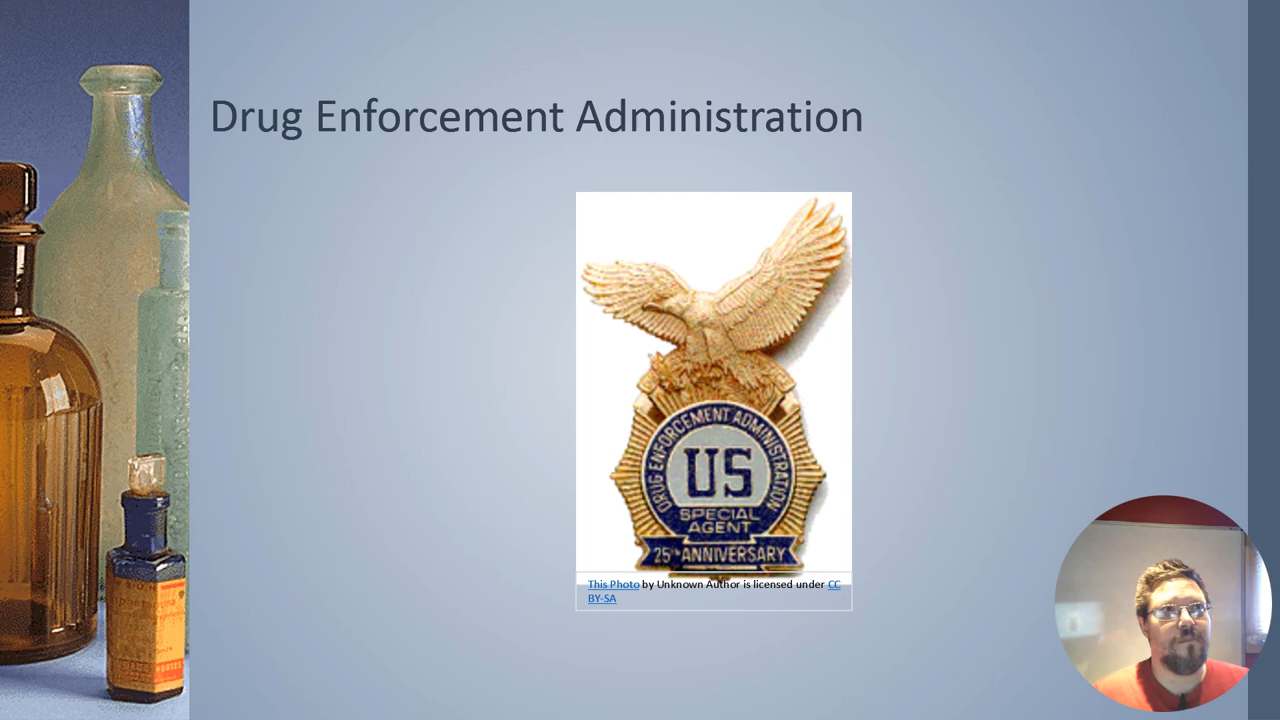 Drug Enforcement Administration
DRUG ENFORCEMENT ADMINISTRATION
US
SPECIAL
AGENT
25th ANNIVERSARY
This Photo by Unknown Author is licensed under CC
BY-SA
HORSES